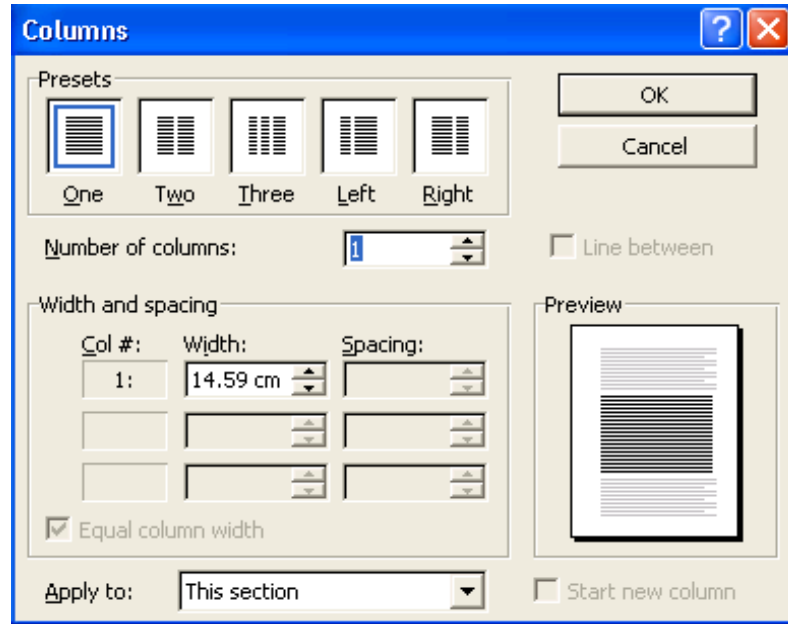 Columns
Presets
OK
Cancel
One Two Three Left Right
Number of columns: 1
Line between
Width and spacing
Preview
Col #: Width: Spacing:
1: 14.59 cm
Equal column width
Apply to: This section
Start new column